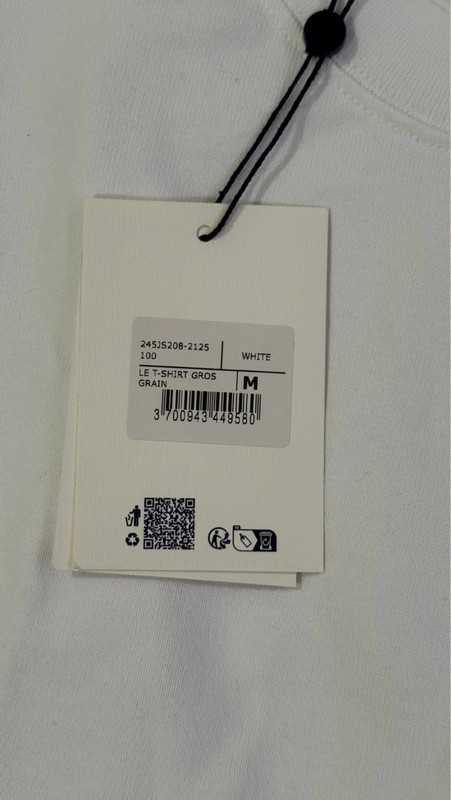 245JS208-2125
100
WHITE
LE T-SHIRT GROS
GRAIN
M
3 700943 449580